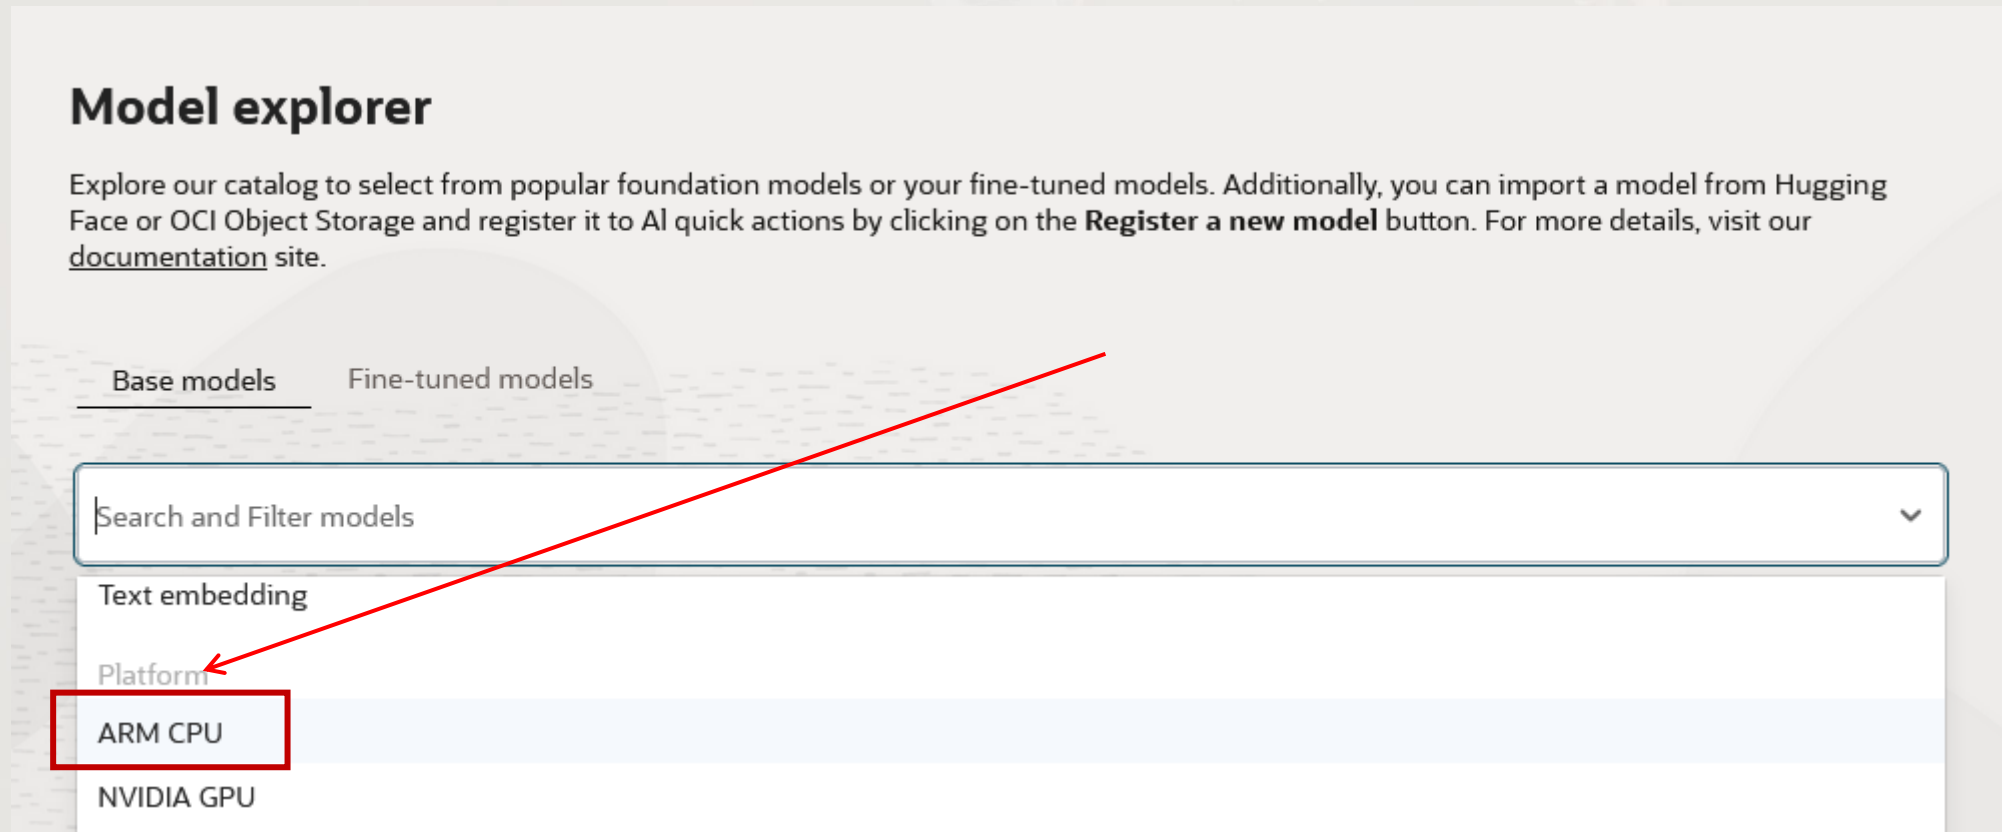 Model explorer
Explore our catalog to select from popular foundation models or your fine-tuned models. Additionally, you can import a model from Hugging
Face or OCI Object Storage and register it to AI quick actions by clicking on the Register a new model button. For more details, visit our
documentation site.
Base models
Fine-tuned models
Search and Filter models
Text embedding
Platform
ARM CPU
NVIDIA GPU